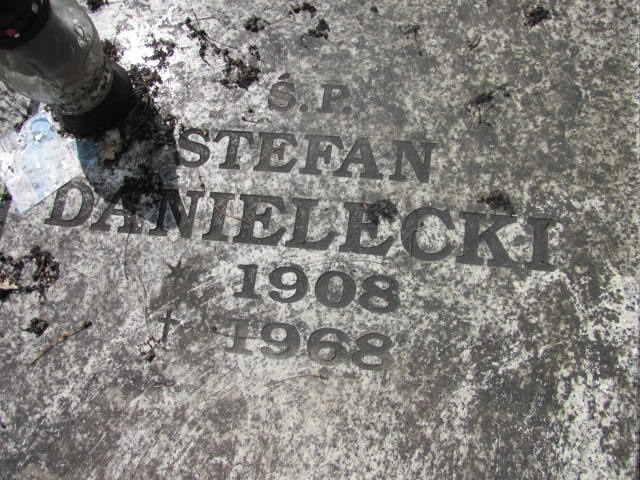 Ś.P.
STEFAN
DANIELECKI
* 1908
† 1968